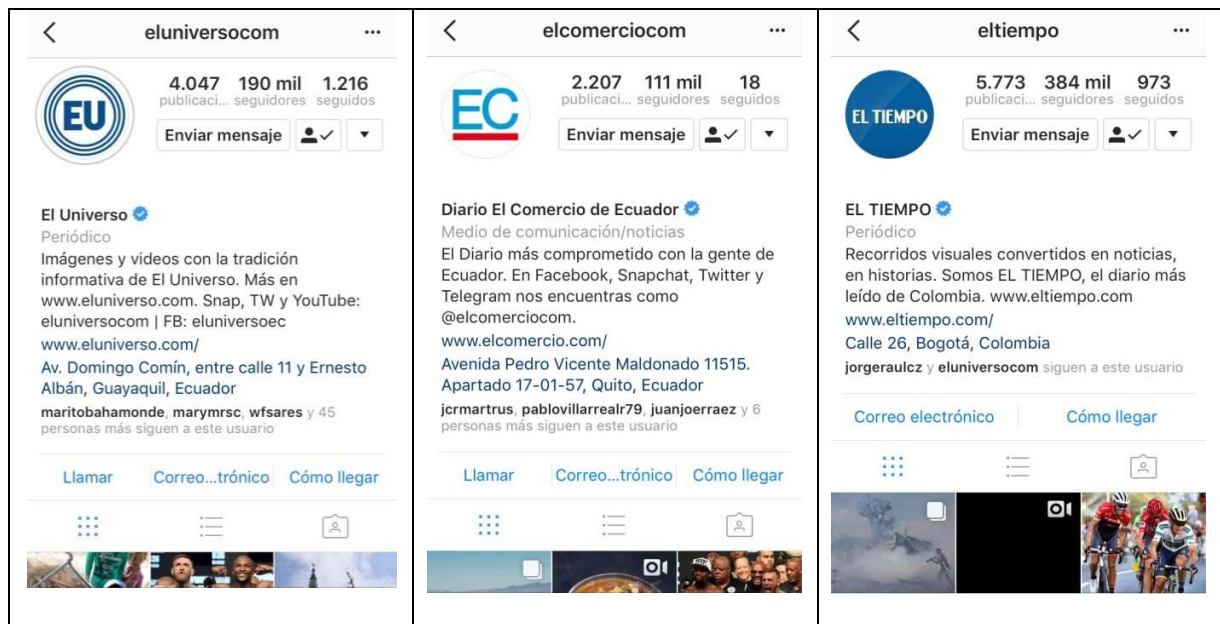 eluniversocom
EU
4.047 190 mil 1.216
publicaci... seguidores seguidos
Enviar mensaje
El Universo
Periódico
Imágenes y videos con la tradición
informativa de El Universo. Más en
www.eluniverso.com. Snap, TW y YouTube:
eluniversocom | FB: eluniversoec
www.eluniverso.com/
Av. Domingo Comín, entre calle 11 y Ernesto
Albán, Guayaquil, Ecuador
maritobahamonde, marymrsc, wfsares y 45
personas más siguen a este usuario
Llamar Correo...trónico Cómo llegar
elcomerciocom
EC
2.207 111 mil 18
publicaci... seguidores seguidos
Enviar mensaje
Diario El Comercio de Ecuador
Medio de comunicación/noticias
El Diario más comprometido con la gente de
Ecuador. En Facebook, Snapchat, Twitter y
Telegram nos encuentras como
@elcomerciocom.
www.elcomercio.com/
Avenida Pedro Vicente Maldonado 11515.
Apartado 17-01-57, Quito, Ecuador
jcrmartrus, pablovillarrealr79, juanjoerraez y 6
personas más siguen a este usuario
Llamar Correo...trónico Cómo llegar
eltiempo
EL TIEMPO
5.773 384 mil 973
publicaci... seguidores seguidos
Enviar mensaje
EL TIEMPO
Periódico
Recorridos visuales convertidos en noticias,
en historias. Somos EL TIEMPO, el diario más
leído de Colombia. www.eltiempo.com
www.eltiempo.com/
Calle 26, Bogotá, Colombia
jorgeraulcz y eluniversocom siguen a este usuario
Correo electrónico Cómo llegar